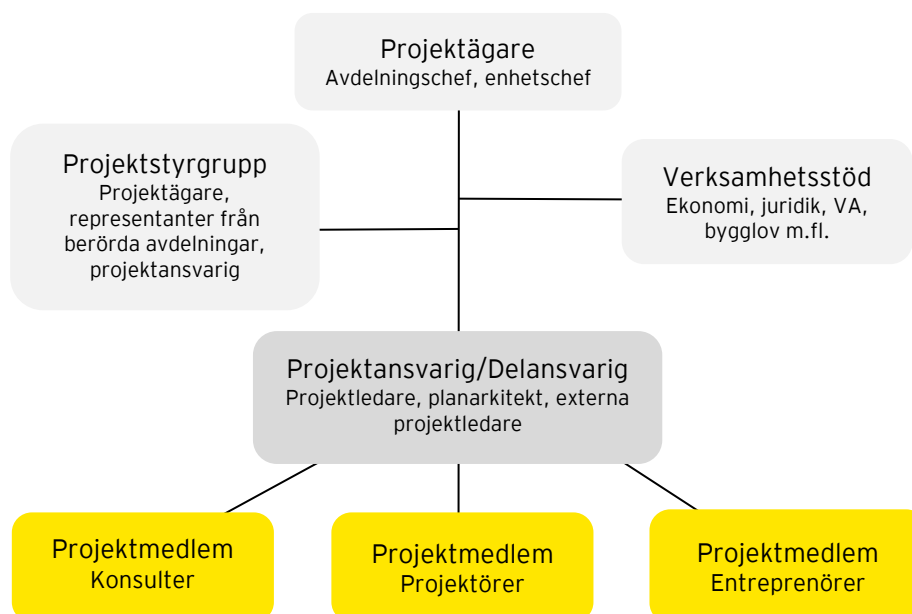 Projektägare
Avdelningschef, enhetschef
Projektstyrgrupp
Projektägare,
representanter från
berörda avdelningar,
projektansvarig
Verksamhetsstöd
Ekonomi, juridik, VA,
bygglov m.fl.
Projektansvarig/Delansvarig
Projektledare, planarkitekt, externa
projektledare
Projektmedlem
Konsulter
Projektmedlem
Projektörer
Projektmedlem
Entreprenörer